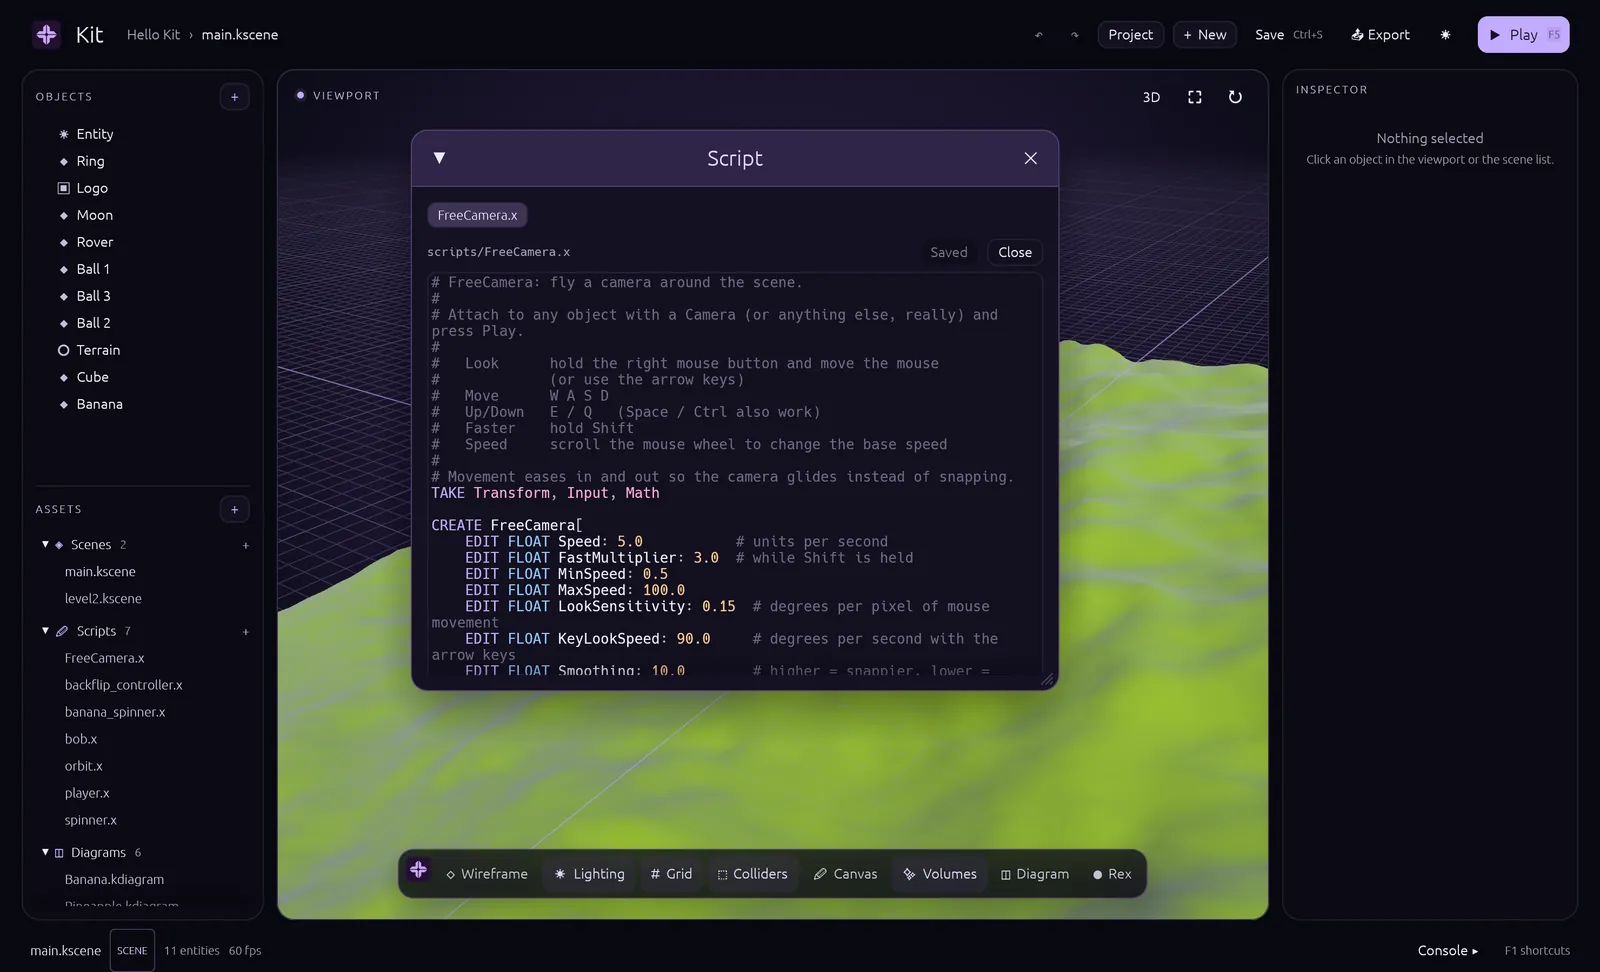 Kit
Hello Kit › main.kscene
Project
+ New
Save Ctrl+S
Export
Play F5
OBJECTS
+
Entity
Ring
Logo
Moon
Rover
Ball 1
Ball 3
Ball 2
Terrain
Cube
Banana
ASSETS
+
Scenes 2 +
main.kscene
level2.kscene
Scripts 7 +
FreeCamera.x
backflip_controller.x
banana_spinner.x
bob.x
orbit.x
player.x
spinner.x
Diagrams 6
Banana.kdiagram
Pineapple.kdiagram
VIEWPORT
3D
Script
FreeCamera.x
scripts/FreeCamera.x
Saved
Close
# FreeCamera: fly a camera around the scene.
#
# Attach to any object with a Camera (or anything else, really) and
press Play.
#
#   Look      hold the right mouse button and move the mouse
#             (or use the arrow keys)
#   Move      W A S D
#   Up/Down   E / Q   (Space / Ctrl also work)
#   Faster    hold Shift
#   Speed     scroll the mouse wheel to change the base speed
#
# Movement eases in and out so the camera glides instead of snapping.
TAKE Transform, Input, Math
CREATE FreeCamera[
    EDIT FLOAT Speed: 5.0           # units per second
    EDIT FLOAT FastMultiplier: 3.0  # while Shift is held
    EDIT FLOAT MinSpeed: 0.5
    EDIT FLOAT MaxSpeed: 100.0
    EDIT FLOAT LookSensitivity: 0.15  # degrees per pixel of mouse
movement
    EDIT FLOAT KeyLookSpeed: 90.0     # degrees per second with the
arrow keys
    EDIT FLOAT Smoothing: 10.0        # higher = snappier, lower =
Wireframe
Lighting
# Grid
Colliders
Canvas
Volumes
Diagram
Rex
INSPECTOR
Nothing selected
Click an object in the viewport or the scene list.
main.kscene
SCENE
11 entities
60 fps
Console
F1 shortcuts